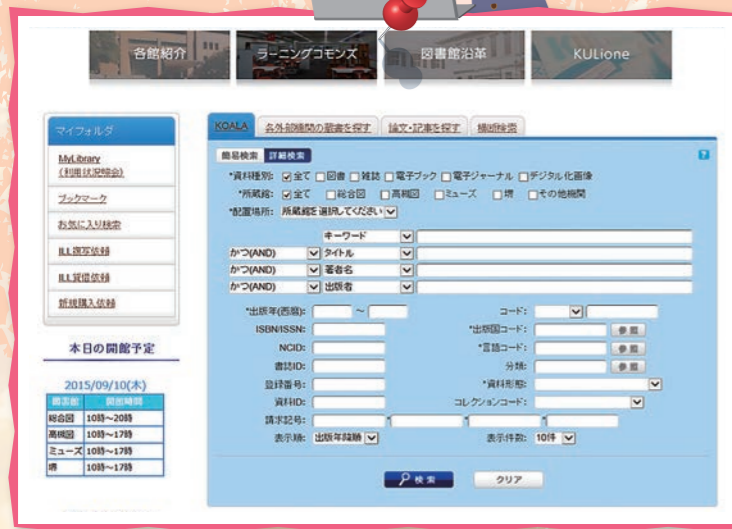 各館紹介
ラーニングコモンズ
図書館沿革
KULione
マイフォルダ
MyLibrary
(利用状況照会)
ブックマーク
お気に入り検索
ILL複写依頼
ILL貸借依頼
新規購入依頼
本日の開館予定
2015/09/10(木)
図書館 開館時間
総合図 10時～20時
高槻図 10時～17時
ミューズ 10時～17時
堺 10時～17時
KOALA 各外部機関の蔵書を探す 論文・記事を探す 横断検索
簡易検索 詳細検索 ?
*資料種別: 全て 図書 雑誌 電子ブック 電子ジャーナル デジタル化画像
*所蔵館: 全て 総合図 高槻図 ミューズ 堺 その他機関
*配置場所: 所蔵館を選択してください
キーワード
かつ(AND) タイトル
かつ(AND) 著者名
かつ(AND) 出版者
*出版年(西暦): ～ コード:
ISBN/ISSN: *出版国コード: 参照
NCID: *言語コード: 参照
書誌ID: 分類: 参照
登録番号: *資料形態:
資料ID: コレクションコード:
請求記号: * * *
表示順: 出版年降順 表示件数: 10件
検索 クリア